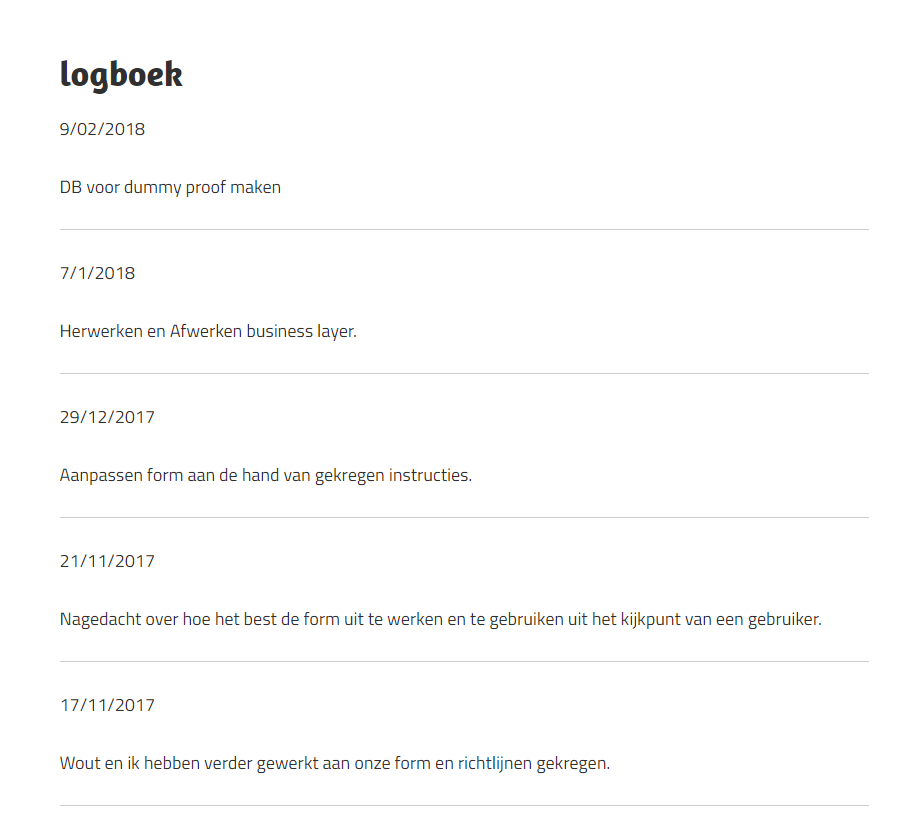 logboek
9/02/2018
DB voor dummy proof maken
7/1/2018
Herwerken en Afwerken business layer.
29/12/2017
Aanpassen form aan de hand van gekregen instructies.
21/11/2017
Nagedacht over hoe het best de form uit te werken en te gebruiken uit het kijkpunt van een gebruiker.
17/11/2017
Wout en ik hebben verder gewerkt aan onze form en richtlijnen gekregen.